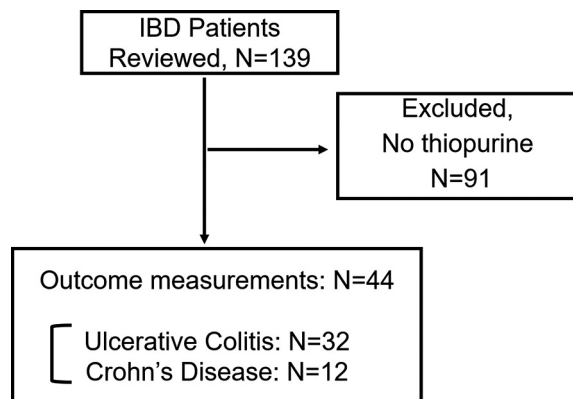 IBD Patients
Reviewed, N=139
Excluded,
No thiopurine
N=91
Outcome measurements: N=44
Ulcerative Colitis: N=32
Crohn’s Disease: N=12